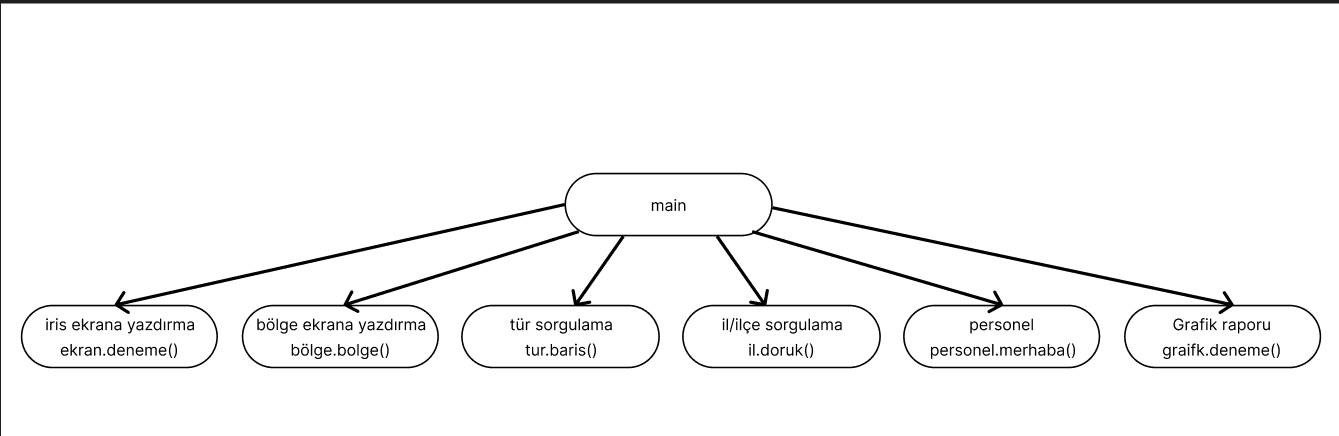 main
iris ekrana yazdırma
ekran.deneme()
bölge ekrana yazdırma
bölge.bolge()
tür sorgulama
tur.baris()
il/ilçe sorgulama
il.doruk()
personel
personel.merhaba()
Grafik raporu
graifk.deneme()